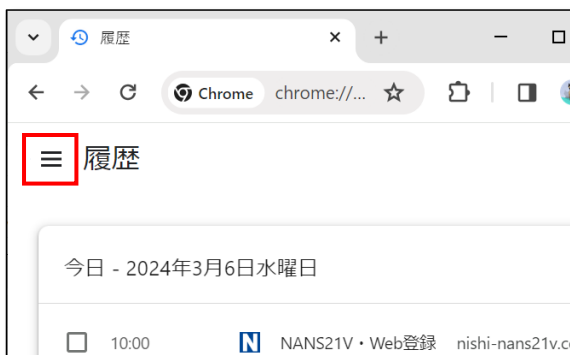 履歴
Chrome chrome://...
履歴
今日 - 2024年3月6日水曜日
10:00 NANS21V・Web登録 nishi-nans21v.c